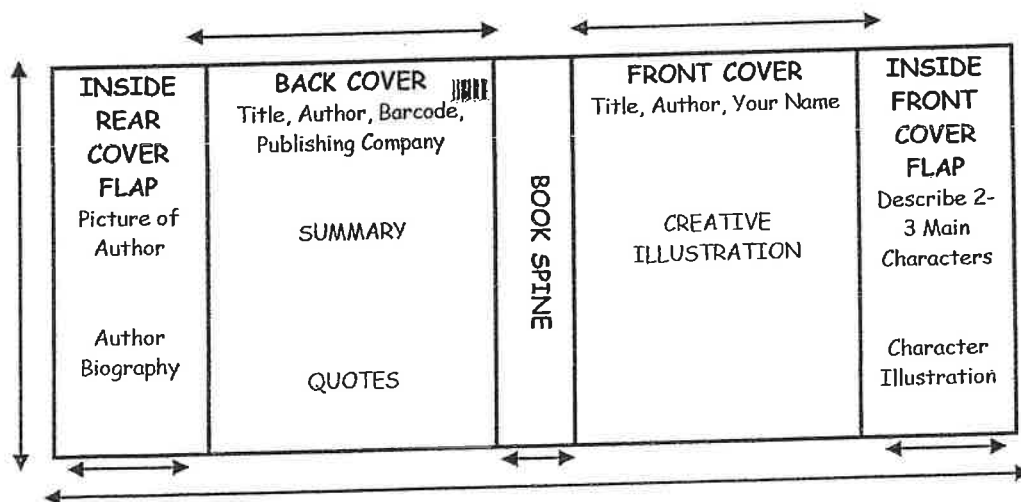 INSIDE
REAR
COVER
FLAP
Picture of
Author
Author
Biography
BACK COVER
Title, Author, Barcode,
Publishing Company
SUMMARY
QUOTES
BOOK SPINE
FRONT COVER
Title, Author, Your Name
CREATIVE
ILLUSTRATION
INSIDE
FRONT
COVER
FLAP
Describe 2-
3 Main
Characters
Character
Illustration